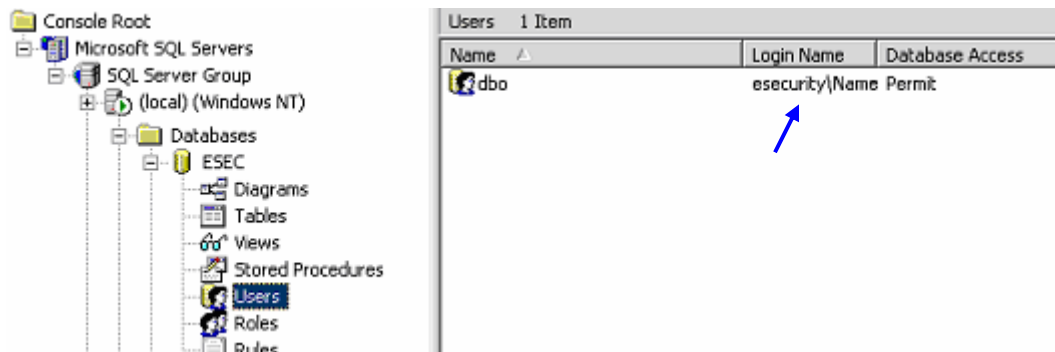 Console Root
Microsoft SQL Servers
SQL Server Group
(local) (Windows NT)
Databases
ESEC
Diagrams
Tables
Views
Stored Procedures
Users
Roles
Rules
Users 1 Item
Name Login Name Database Access
dbo esecurity\Name Permit